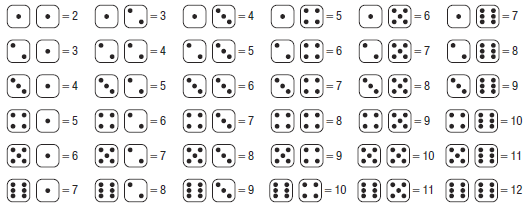 = 2 = 3 = 4 = 5 = 6 = 7
= 3 = 4 = 5 = 6 = 7 = 8
= 4 = 5 = 6 = 7 = 8 = 9
= 5 = 6 = 7 = 8 = 9 = 10
= 6 = 7 = 8 = 9 = 10 = 11
= 7 = 8 = 9 = 10 = 11 = 12